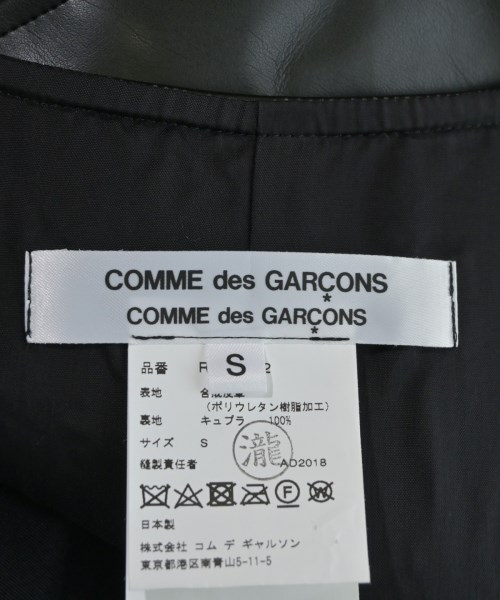 COMME des GARÇONS
COMME des GARÇONS
S
品番 R 2
表地 合成皮革
（ポリウレタン樹脂加工）
裏地 キュプラ 100%
サイズ S
瀧
縫製責任者 AD2018
F W
日本製
株式会社 コム デ ギャルソン
東京都港区南青山5-11-5